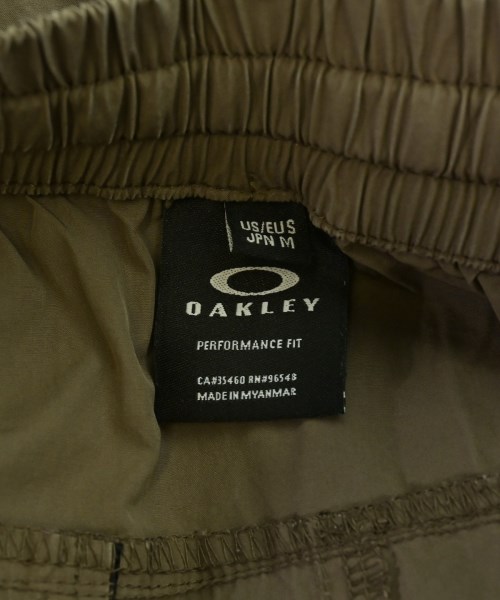 US/EU S
JPN M
OAKLEY
PERFORMANCE FIT
CA#35460 RN#96548
MADE IN MYANMAR